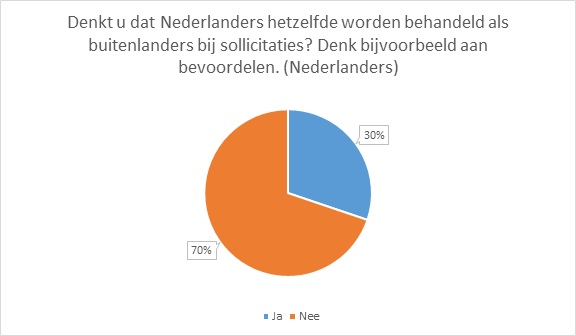 Denkt u dat Nederlanders hetzelfde worden behandeld als
buitenlanders bij sollicitaties? Denk bijvoorbeeld aan
bevoordelen. (Nederlanders)
30%
70%
Ja Nee